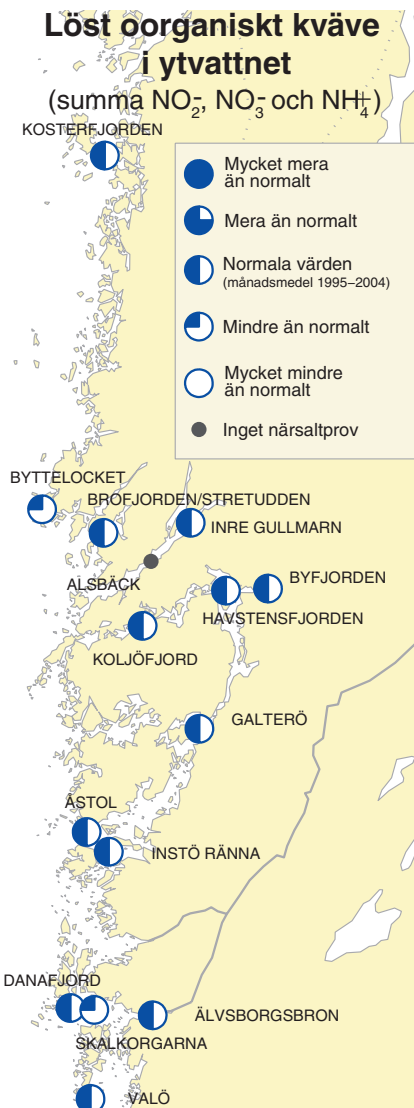 Löst oorganiskt kväve
i ytvattnet
(summa NO₂⁻, NO₃⁻ och NH₄⁺)
KOSTERFJORDEN
Mycket mera
än normalt
Mera än normalt
Normala värden
(månadsmedel 1995–2004)
Mindre än normalt
Mycket mindre
än normalt
Inget närsaltprov
BYTTELOCKET
BROFJORDEN/STRETUDDEN
INRE GULLMARN
ALSBÄCK
BYFJORDEN
HAVSTENSFJORDEN
KOLJÖFJORD
GALTERÖ
ÅSTOL
INSTÖ RÄNNA
DANAFJORD
ÄLVSBORGSBRON
SKALKORGARNA
VALÖ